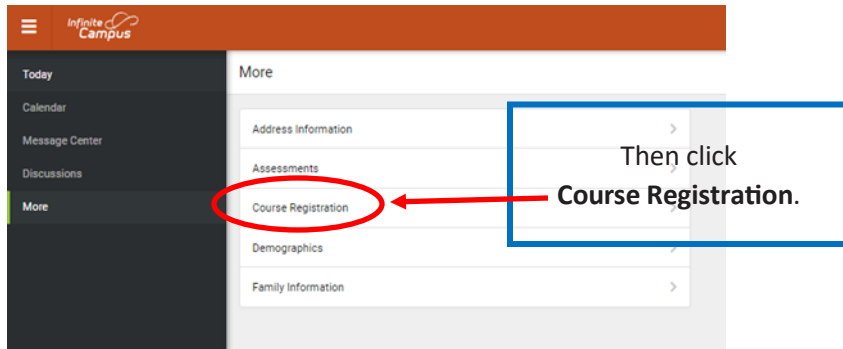 Infinite
Campus
Today
Calendar
Message Center
Discussions
More
More
Address Information
Assessments
Course Registration
Demographics
Family Information
Then click
Course Registration.